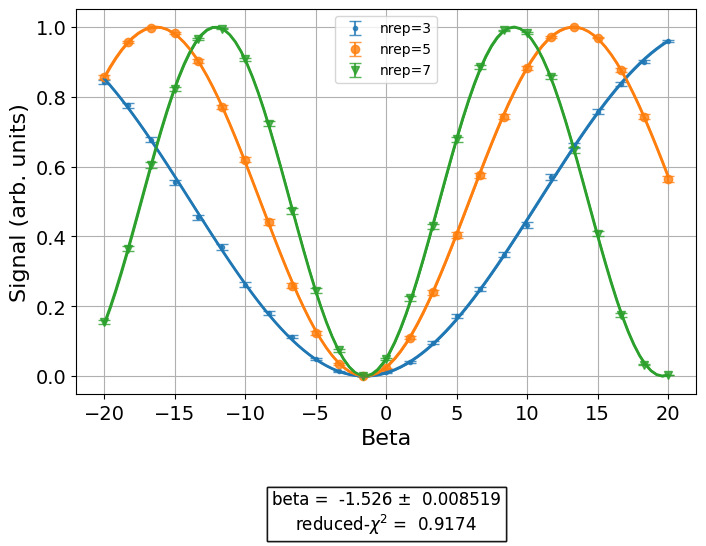 nrep=3
nrep=5
nrep=7
Signal (arb. units)
1.0
0.8
0.6
0.4
0.2
0.0
−20 −15 −10 −5 0 5 10 15 20
Beta
beta = -1.526 ± 0.008519
reduced-χ² = 0.9174